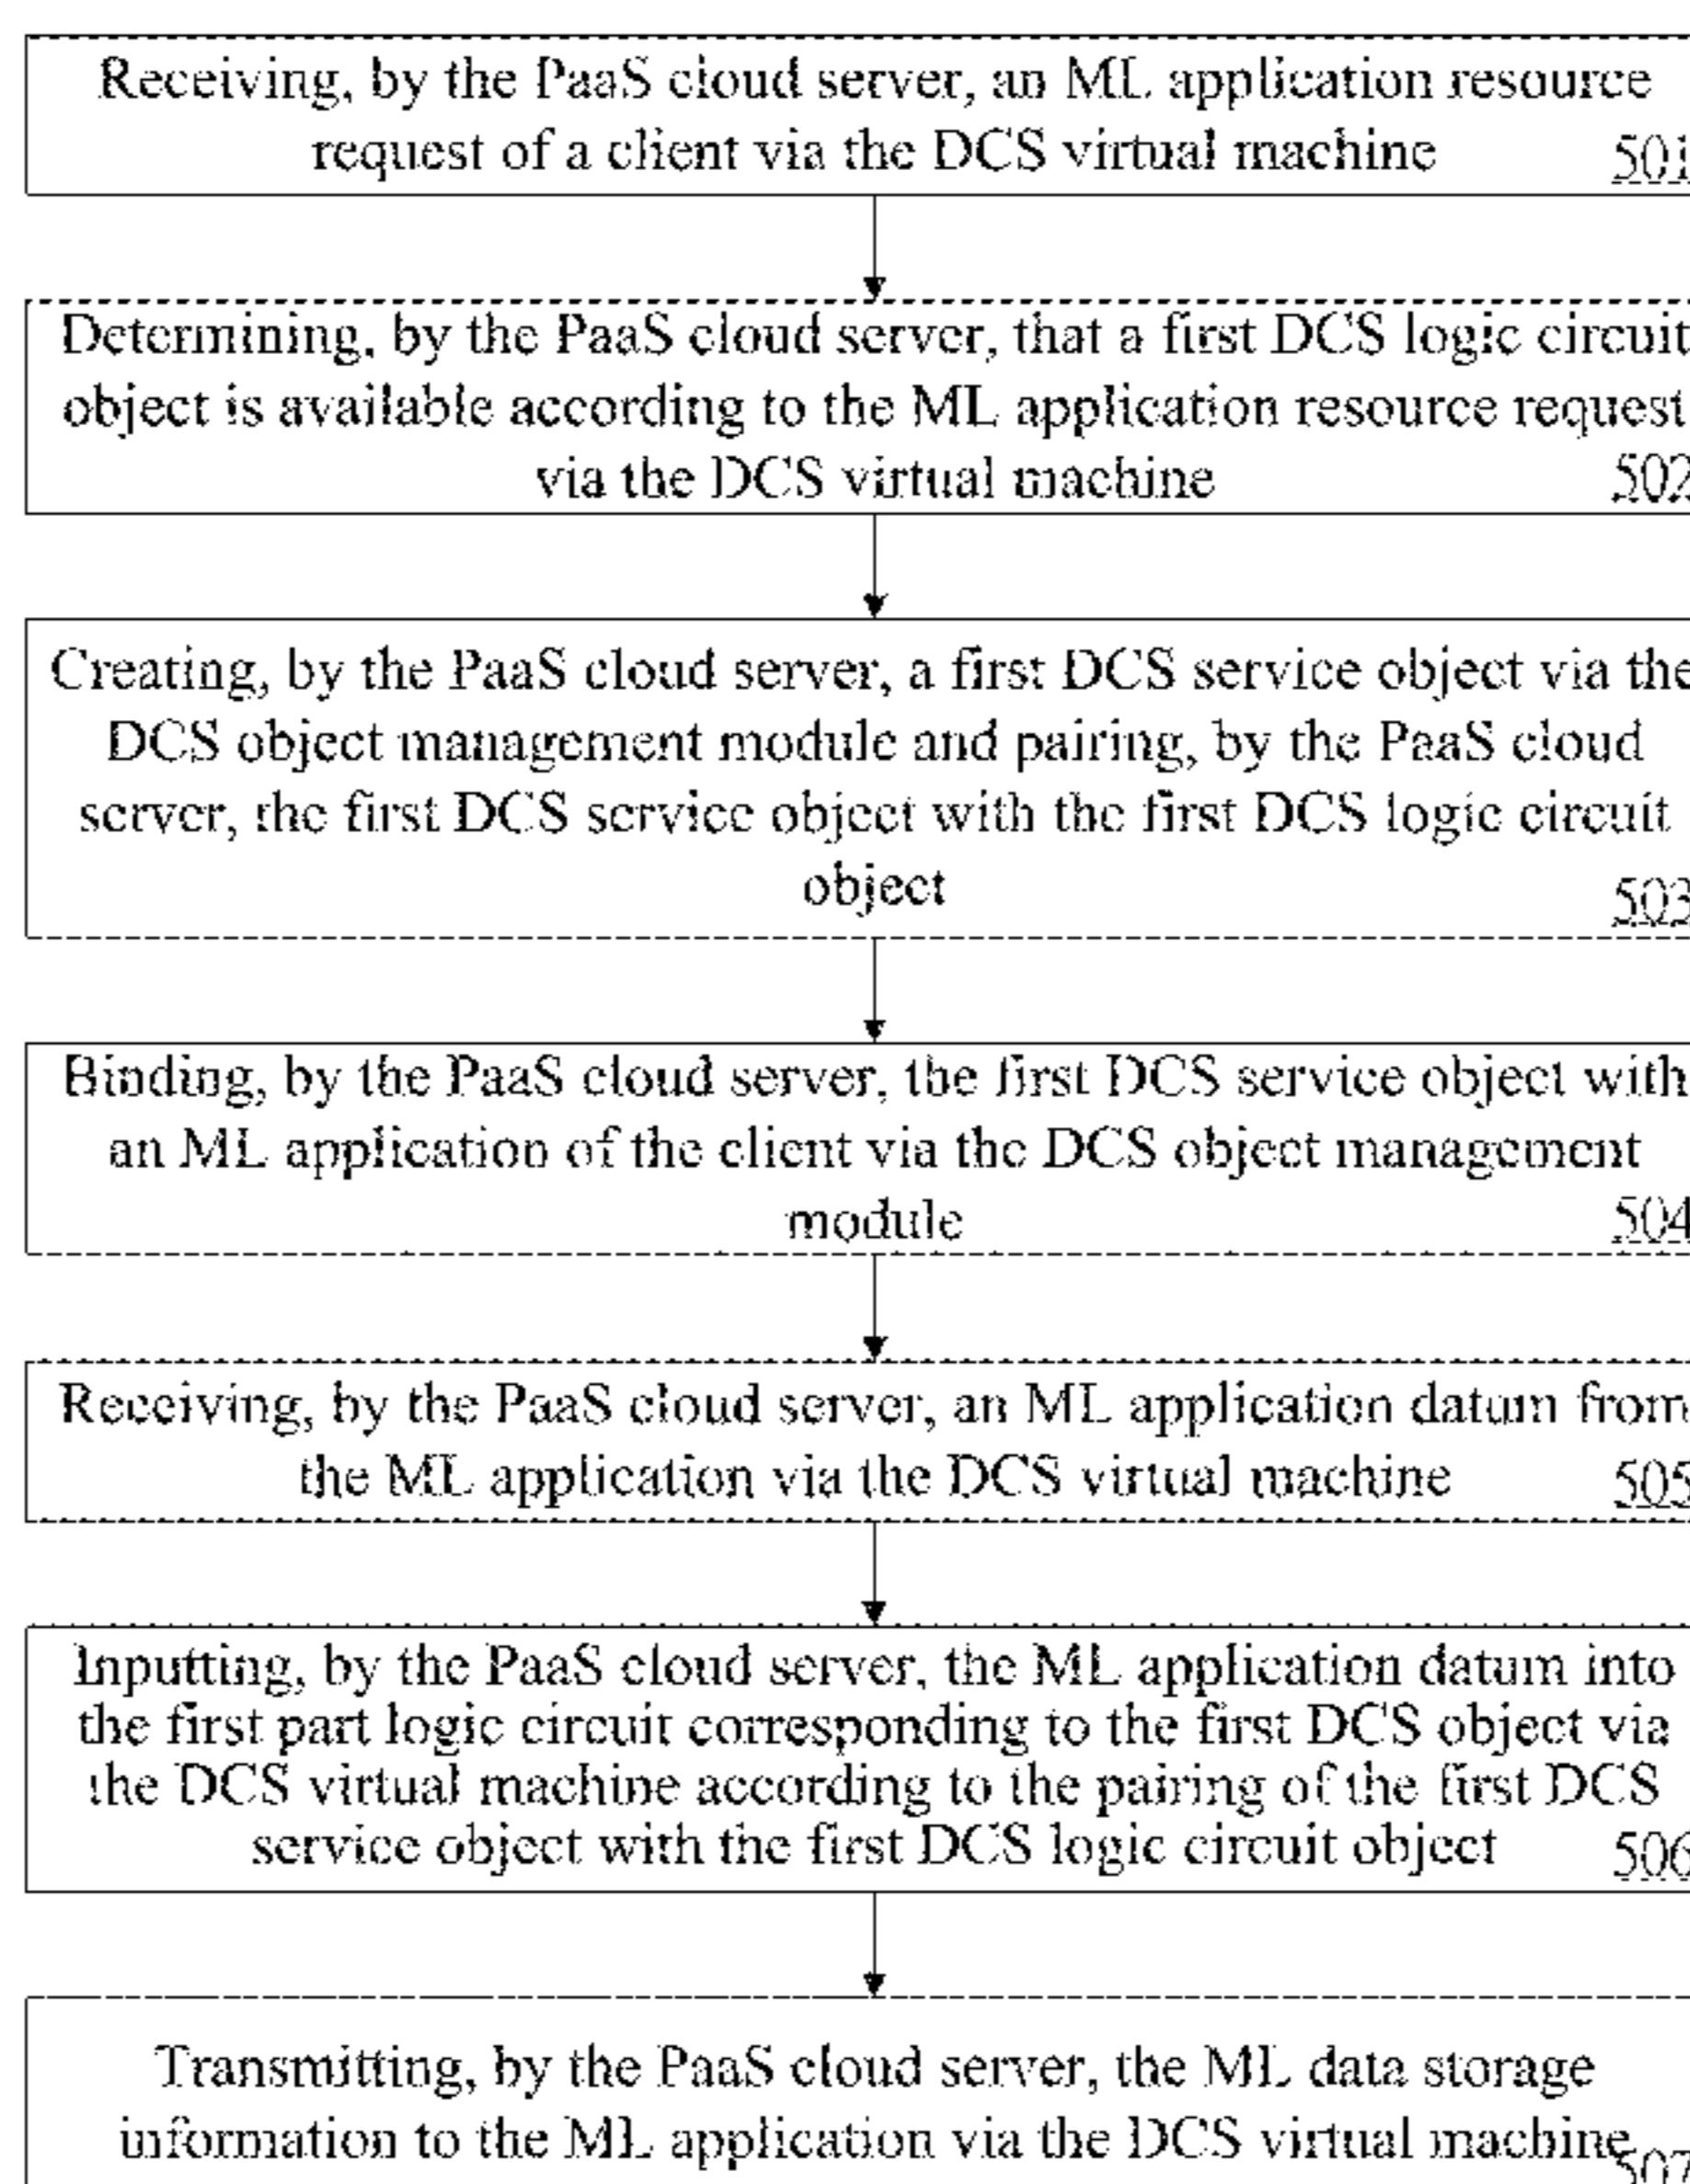 Receiving, by the PaaS cloud server, an ML application resource
request of a client via the DCS virtual machine 501
Determining, by the PaaS cloud server, that a first DCS logic circuit
object is available according to the ML application resource request
via the DCS virtual machine 502
Creating, by the PaaS cloud server, a first DCS service object via the
DCS object management module and pairing, by the PaaS cloud
server, the first DCS service object with the first DCS logic circuit
object 503
Binding, by the PaaS cloud server, the first DCS service object with
an ML application of the client via the DCS object management
module 504
Receiving, by the PaaS cloud server, an ML application datum from
the ML application via the DCS virtual machine 505
Inputting, by the PaaS cloud server, the ML application datum into
the first part logic circuit corresponding to the first DCS object via
the DCS virtual machine according to the pairing of the first DCS
service object with the first DCS logic circuit object 506
Transmitting, by the PaaS cloud server, the ML data storage
information to the ML application via the DCS virtual machine 507